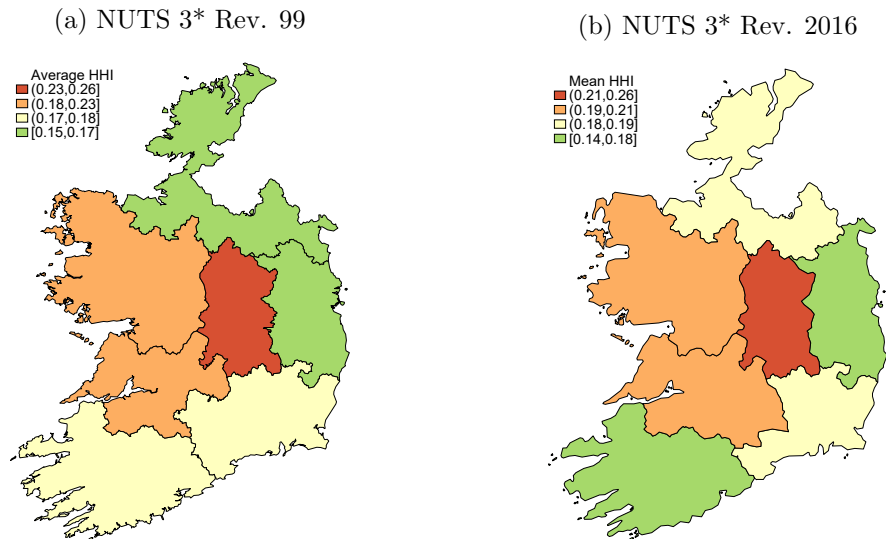 (a) NUTS 3* Rev. 99
Average HHI
(0.23,0.26]
(0.18,0.23]
(0.17,0.18]
[0.15,0.17]
(b) NUTS 3* Rev. 2016
Mean HHI
(0.21,0.26]
(0.19,0.21]
(0.18,0.19]
[0.14,0.18]